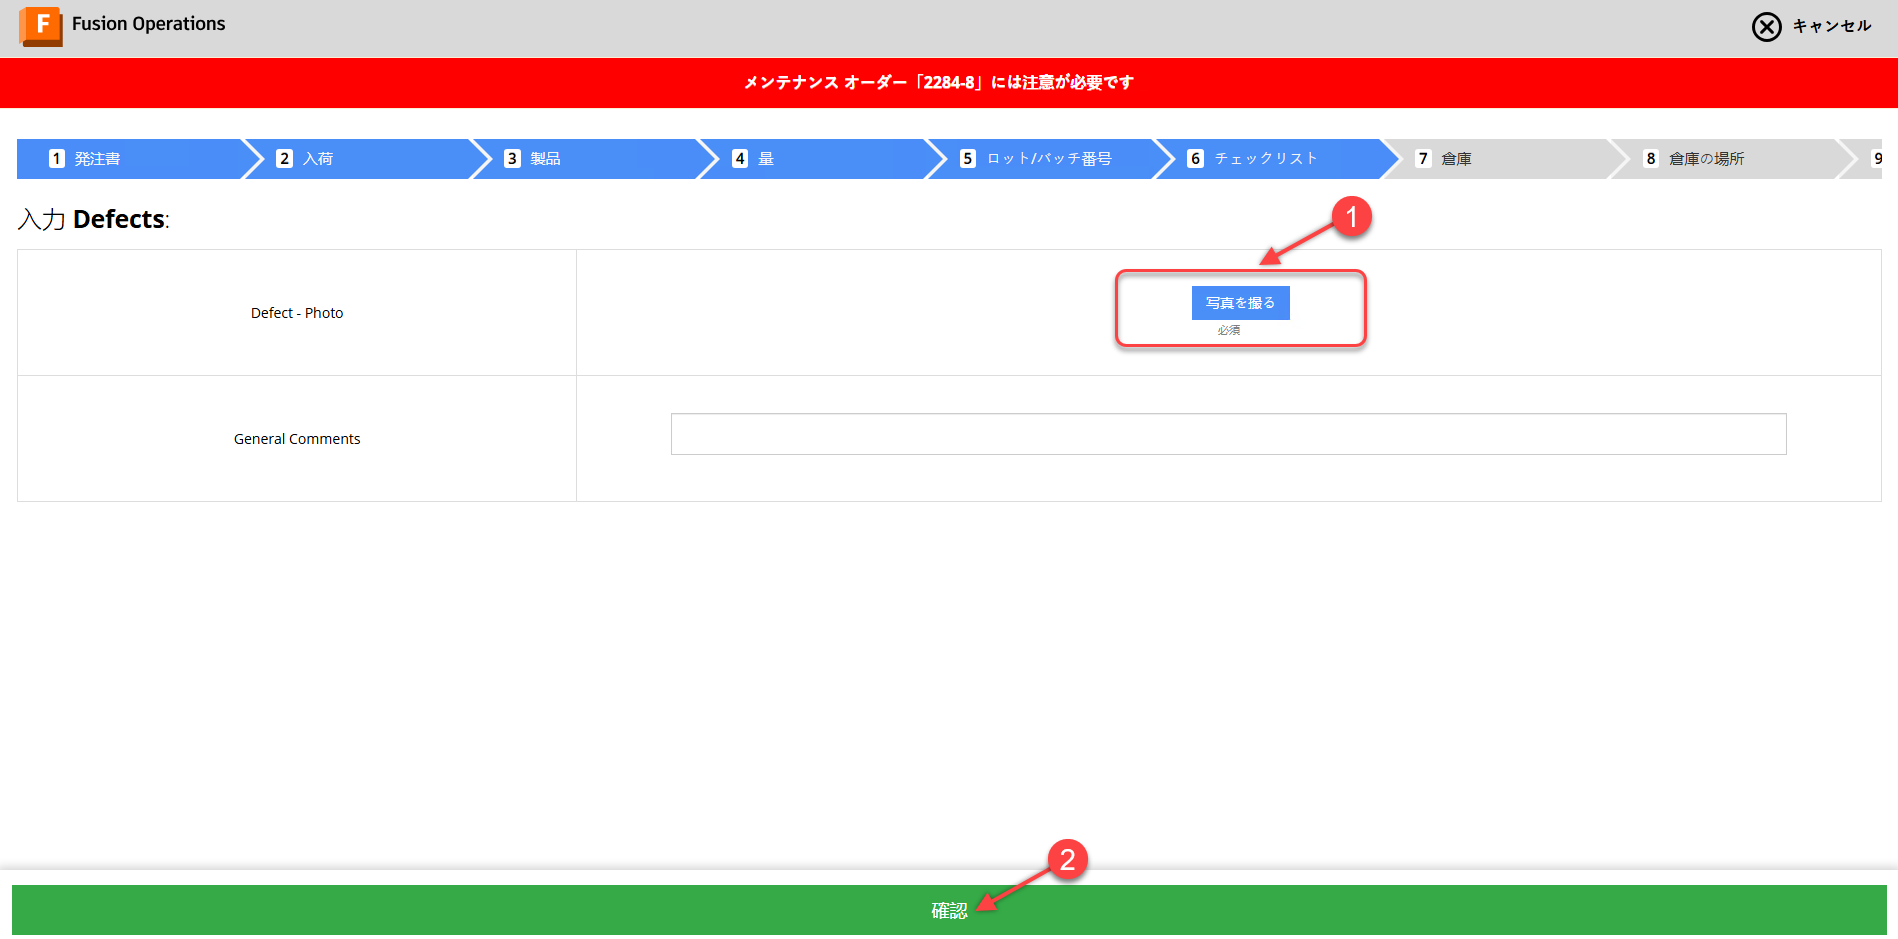 F Fusion Operations
キャンセル
メンテナンス オーダー「2284-8」には注意が必要です
1 発注書 2 入荷 3 製品 4 量 5 ロット/バッチ番号 6 チェックリスト 7 倉庫 8 倉庫の場所 9
入力 Defects:
1
Defect - Photo
写真を撮る
必須
General Comments
2
確認